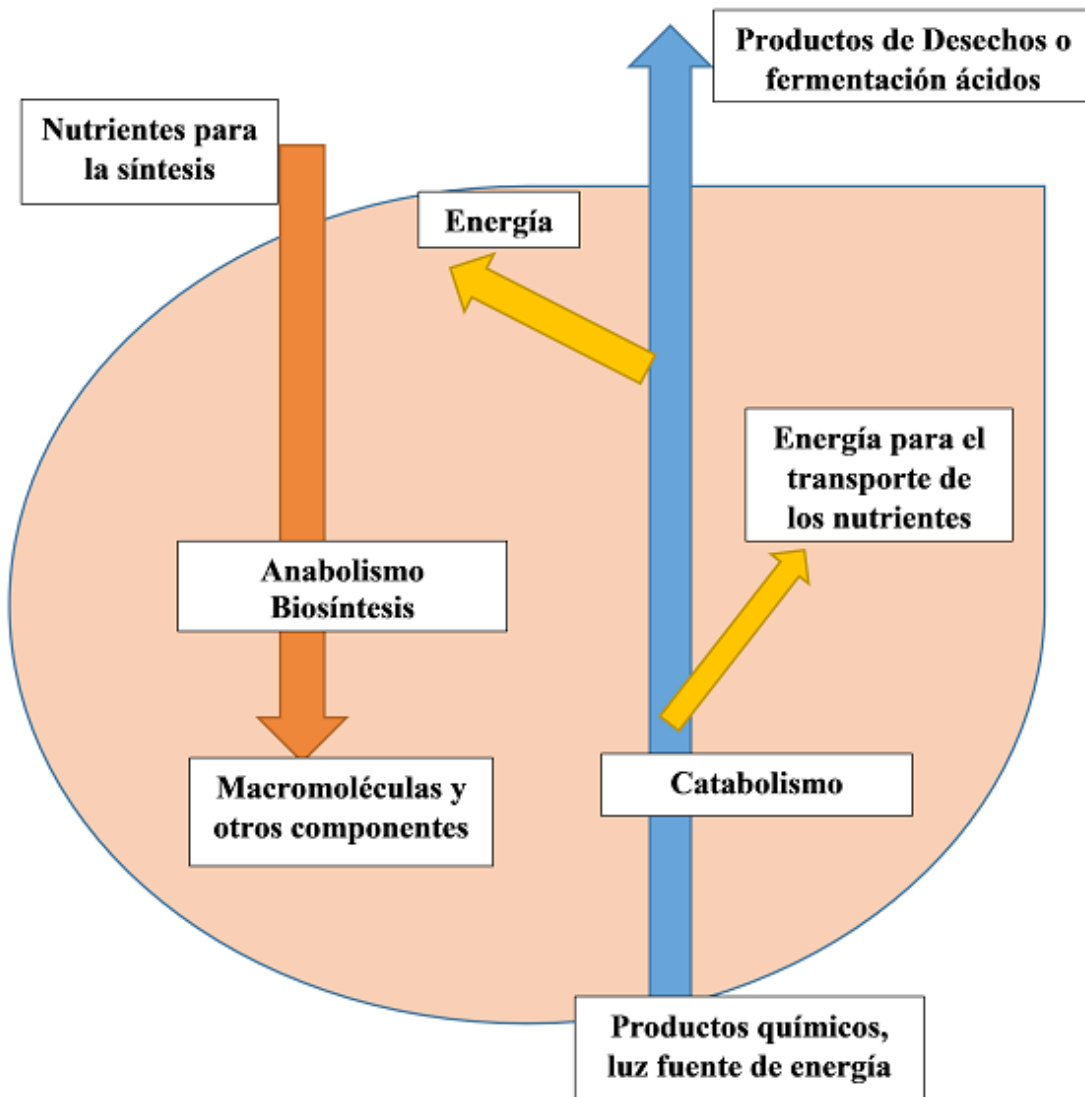 Productos de Desechos o
fermentación ácidos
Nutrientes para
la síntesis
Energía
Energía para el
transporte de
los nutrientes
Anabolismo
Biosíntesis
Macromoléculas y
otros componentes
Catabolismo
Productos químicos,
luz fuente de energía